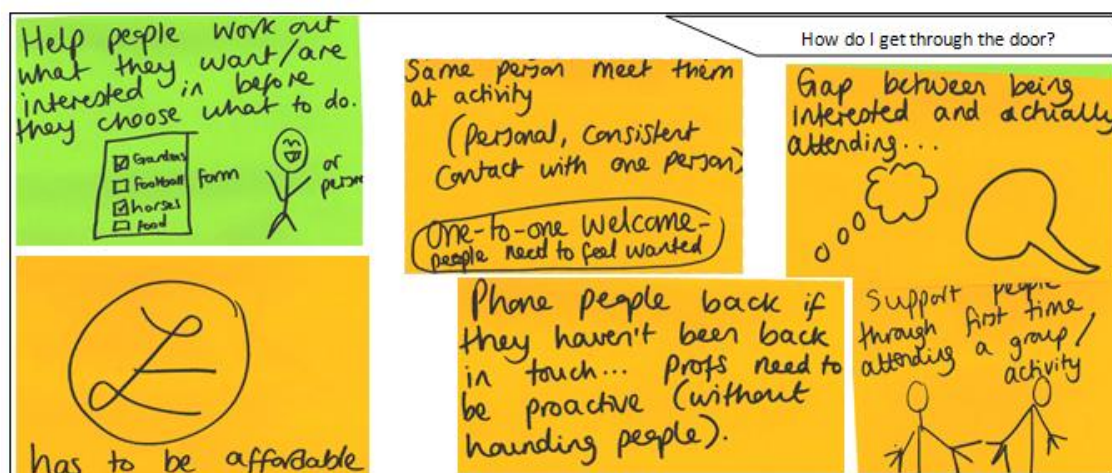 How do I get through the door?
Help people work out
what they want/are
interested in before
they choose what to do.
Gardens
football
horses
food
form
or
person
Same person meet them
at activity
(personal, consistent
contact with one person)
One-to-one welcome-
people need to feel wanted
Gap between being
interested and actually
attending...
£
has to be affordable
Phone people back if
they haven't been back
in touch... Profs need to
be proactive (without
hounding people).
Support people
through first time
attending a group/
activity